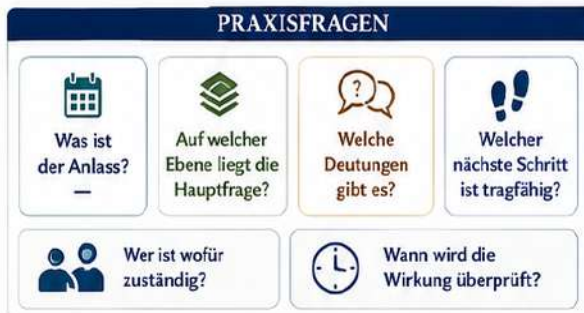 PRAXISFRAGEN
Was ist
der Anlass?
Auf welcher
Ebene liegt die
Hauptfrage?
Welche
Deutungen
gibt es?
Welcher
nächste Schritt
ist tragfähig?
Wer ist wofür
zuständig?
Wann wird die
Wirkung überprüft?